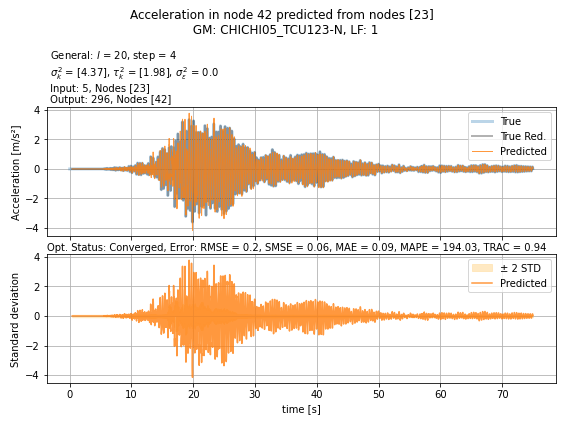 Acceleration in node 42 predicted from nodes [23]
GM: CHICHI05_TCU123-N, LF: 1
General: l = 20, step = 4
σ²ₖ = [4.37], τ²ₖ = [1.98], σ²ₑ = 0.0
Input: 5, Nodes [23]
Output: 296, Nodes [42]
4
2
0
−2
−4
Acceleration [m/s²]
True
True Red.
Predicted
Opt. Status: Converged, Error: RMSE = 0.2, SMSE = 0.06, MAE = 0.09, MAPE = 194.03, TRAC = 0.94
4
2
0
−2
−4
Standard deviation
± 2 STD
Predicted
0 10 20 30 40 50 60 70
time [s]